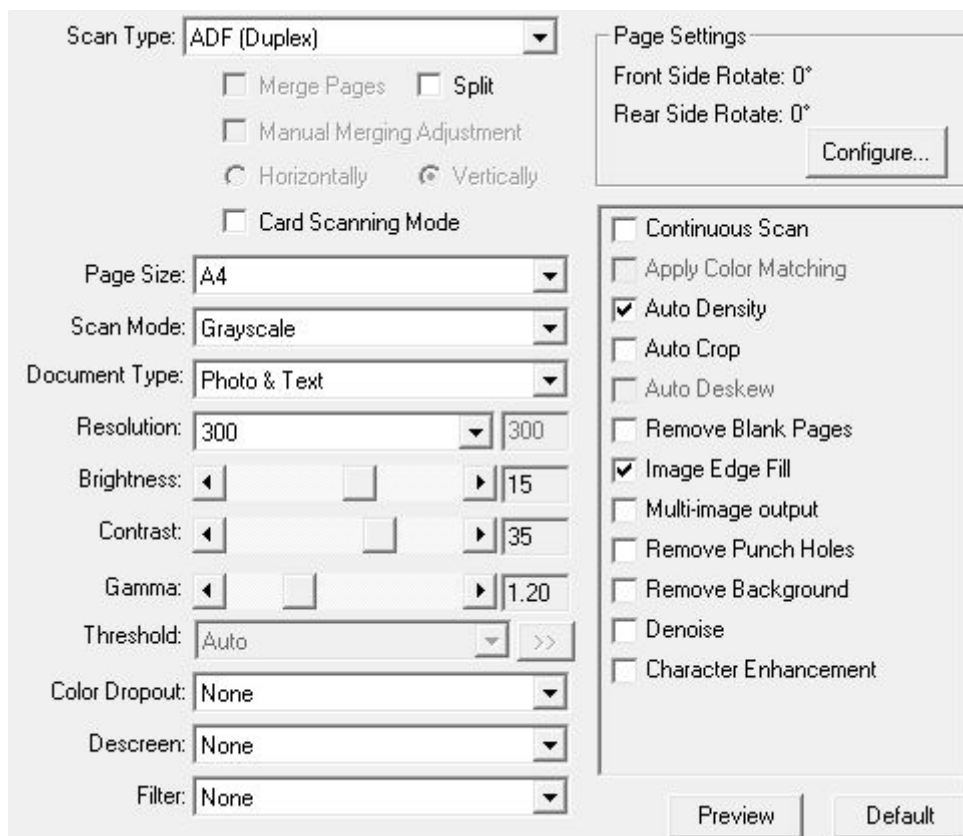 Scan Type: ADF (Duplex)
Merge Pages Split
Manual Merging Adjustment
Horizontally Vertically
Card Scanning Mode
Page Size: A4
Scan Mode: Grayscale
Document Type: Photo & Text
Resolution: 300 300
Brightness: 15
Contrast: 35
Gamma: 1.20
Threshold: Auto >>
Color Dropout: None
Descreen: None
Filter: None
Page Settings
Front Side Rotate: 0°
Rear Side Rotate: 0°
Configure...
Continuous Scan
Apply Color Matching
Auto Density
Auto Crop
Auto Deskew
Remove Blank Pages
Image Edge Fill
Multi-image output
Remove Punch Holes
Remove Background
Denoise
Character Enhancement
Preview Default